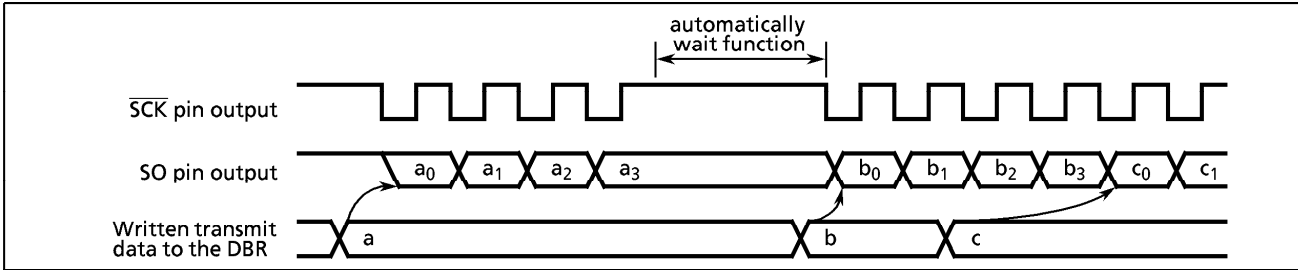 automatically
wait function
SCK pin output
SO pin output
a0 a1 a2 a3 b0 b1 b2 b3 c0 c1
Written transmit
data to the DBR
a b c